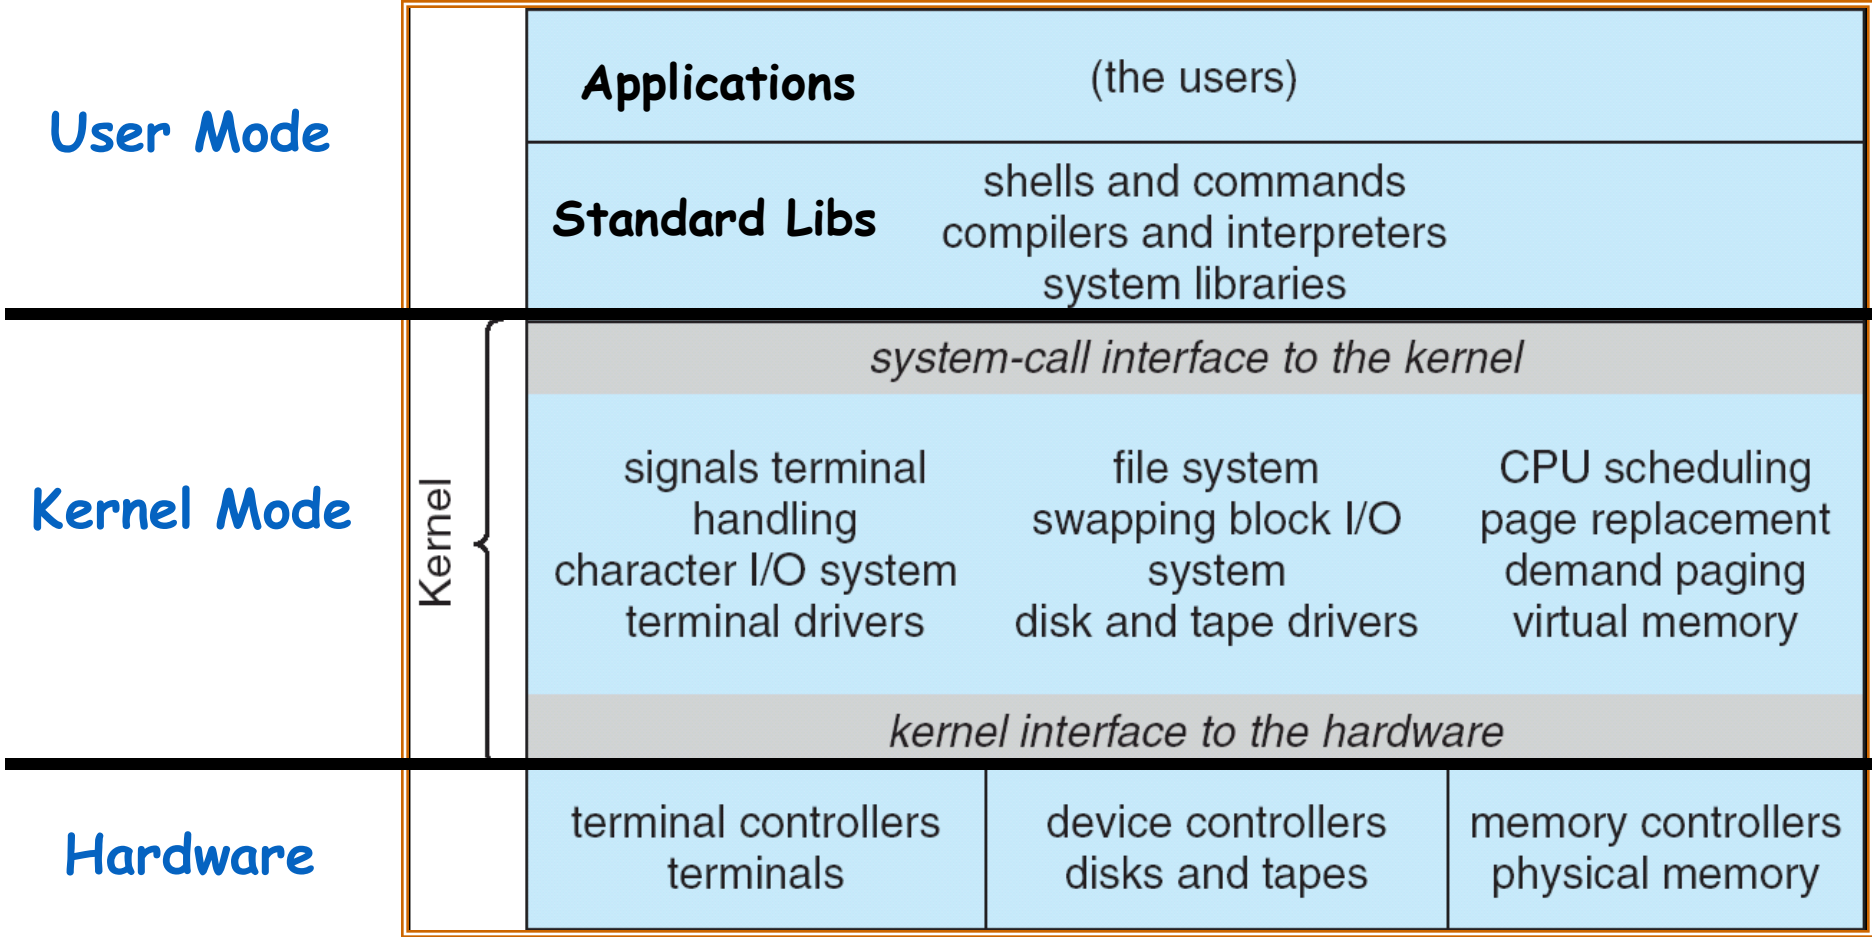 User Mode
Applications
(the users)
Standard Libs
shells and commands
compilers and interpreters
system libraries
Kernel Mode
Kernel
system-call interface to the kernel
signals terminal
handling
character I/O system
terminal drivers
file system
swapping block I/O
system
disk and tape drivers
CPU scheduling
page replacement
demand paging
virtual memory
kernel interface to the hardware
Hardware
terminal controllers
terminals
device controllers
disks and tapes
memory controllers
physical memory